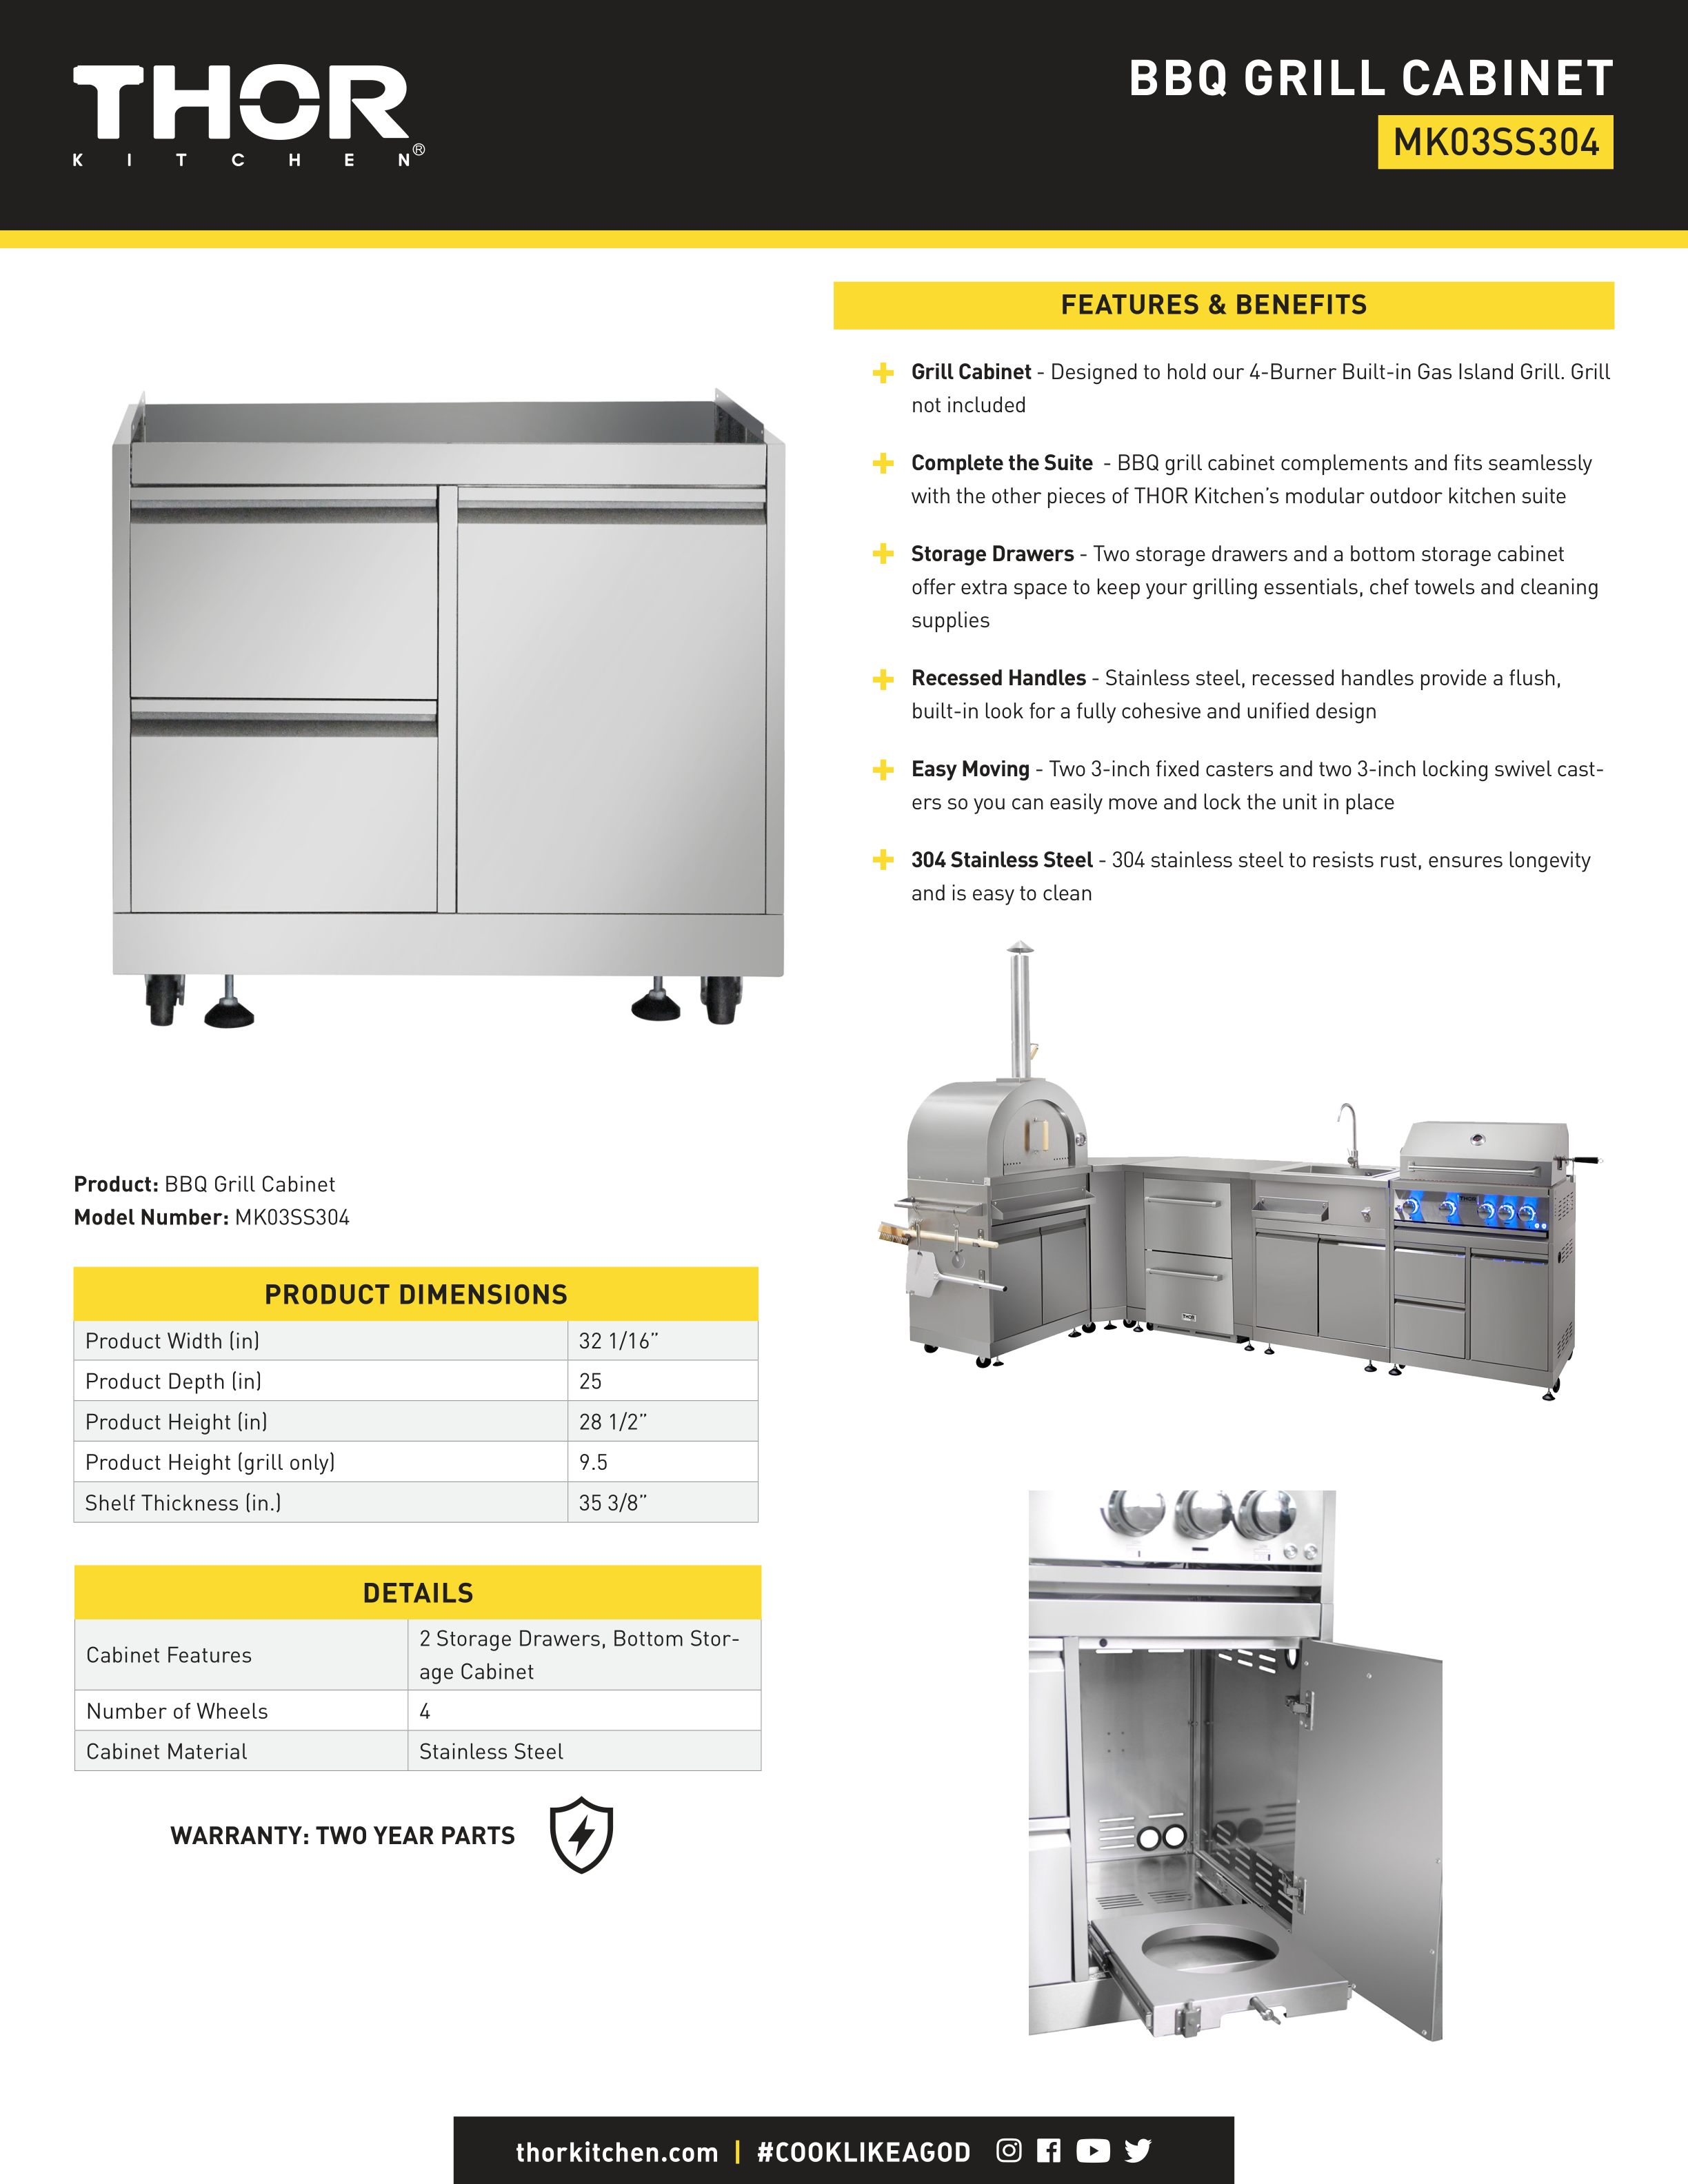 THOR
KITCHEN®
BBQ GRILL CABINET
MK03SS304
FEATURES & BENEFITS
Grill Cabinet - Designed to hold our 4-Burner Built-in Gas Island Grill. Grill
not included
Complete the Suite - BBQ grill cabinet complements and fits seamlessly
with the other pieces of THOR Kitchen’s modular outdoor kitchen suite
Storage Drawers - Two storage drawers and a bottom storage cabinet
offer extra space to keep your grilling essentials, chef towels and cleaning
supplies
Recessed Handles - Stainless steel, recessed handles provide a flush,
built-in look for a fully cohesive and unified design
Easy Moving - Two 3-inch fixed casters and two 3-inch locking swivel cast-
ers so you can easily move and lock the unit in place
304 Stainless Steel - 304 stainless steel to resists rust, ensures longevity
and is easy to clean
THOR
THOR
Product: BBQ Grill Cabinet
Model Number: MK03SS304
PRODUCT DIMENSIONS
Product Width (in) 32 1/16”
Product Depth (in) 25
Product Height (in) 28 1/2”
Product Height (grill only) 9.5
Shelf Thickness (in.) 35 3/8”
DETAILS
Cabinet Features 2 Storage Drawers, Bottom Stor-
age Cabinet
Number of Wheels 4
Cabinet Material Stainless Steel
WARRANTY: TWO YEAR PARTS
thorkitchen.com | #COOKLIKEAGOD